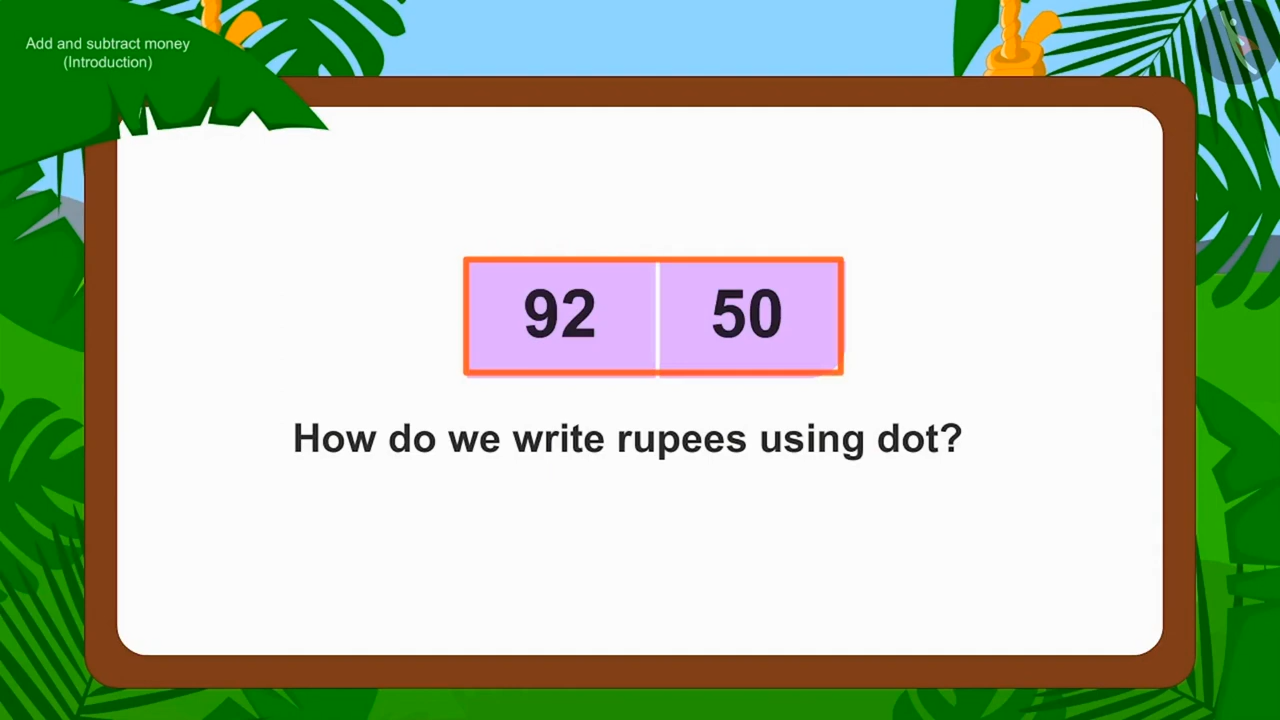 Add and subtract money
(Introduction)
92 50
How do we write rupees using dot?